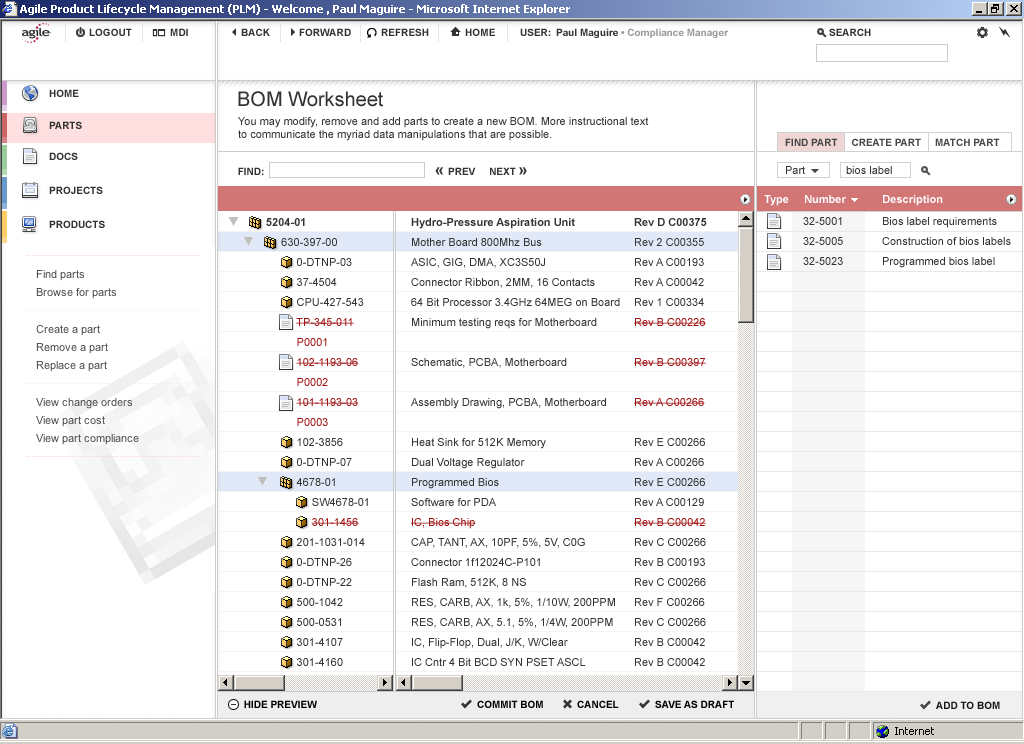 Agile Product Lifecycle Management (PLM) - Welcome , Paul Maguire - Microsoft Internet Explorer
agile
LOGOUT
MDI
BACK
FORWARD
REFRESH
HOME
USER: Paul Maguire • Compliance Manager
SEARCH
HOME
PARTS
DOCS
PROJECTS
PRODUCTS
Find parts
Browse for parts
Create a part
Remove a part
Replace a part
View change orders
View part cost
View part compliance
BOM Worksheet
You may modify, remove and add parts to create a new BOM. More instructional text
to communicate the myriad data manipulations that are possible.
FIND:
« PREV
NEXT »
5204-01 Hydro-Pressure Aspiration Unit Rev D C00375
630-397-00 Mother Board 800Mhz Bus Rev 2 C00355
0-DTNP-03 ASIC, GIG, DMA, XC3S50J Rev A C00193
37-4504 Connector Ribbon, 2MM, 16 Contacts Rev A C00042
CPU-427-543 64 Bit Processor 3.4GHz 64MEG on Board Rev 1 C00334
TP-345-011 Minimum testing reqs for Motherboard Rev B C00226
P0001
102-1193-06 Schematic, PCBA, Motherboard Rev B C00397
P0002
101-1193-03 Assembly Drawing, PCBA, Motherboard Rev A C00266
P0003
102-3856 Heat Sink for 512K Memory Rev E C00266
0-DTNP-07 Dual Voltage Regulator Rev A C00266
4678-01 Programmed Bios Rev E C00266
SW4678-01 Software for PDA Rev A C00129
301-1456 IC, Bios Chip Rev B C00042
201-1031-014 CAP, TANT, AX, 10PF, 5%, 5V, C0G Rev C C00266
0-DTNP-26 Connector 1f12024C-P101 Rev B C00193
0-DTNP-22 Flash Ram, 512K, 8 NS Rev C C00266
500-1042 RES, CARB, AX, 1k, 5%, 1/10W, 200PPM Rev F C00266
500-0531 RES, CARB, AX, 5.1, 5%, 1/4W, 200PPM Rev C C00266
301-4107 IC, Flip-Flop, Dual, J/K, W/Clear Rev B C00042
301-4160 IC Cntr 4 Bit BCD SYN PSET ASCL Rev B C00042
HIDE PREVIEW
COMMIT BOM
CANCEL
SAVE AS DRAFT
FIND PART
CREATE PART
MATCH PART
Part
bios label
Type Number Description
32-5001 Bios label requirements
32-5005 Construction of bios labels
32-5023 Programmed bios label
ADD TO BOM
Internet